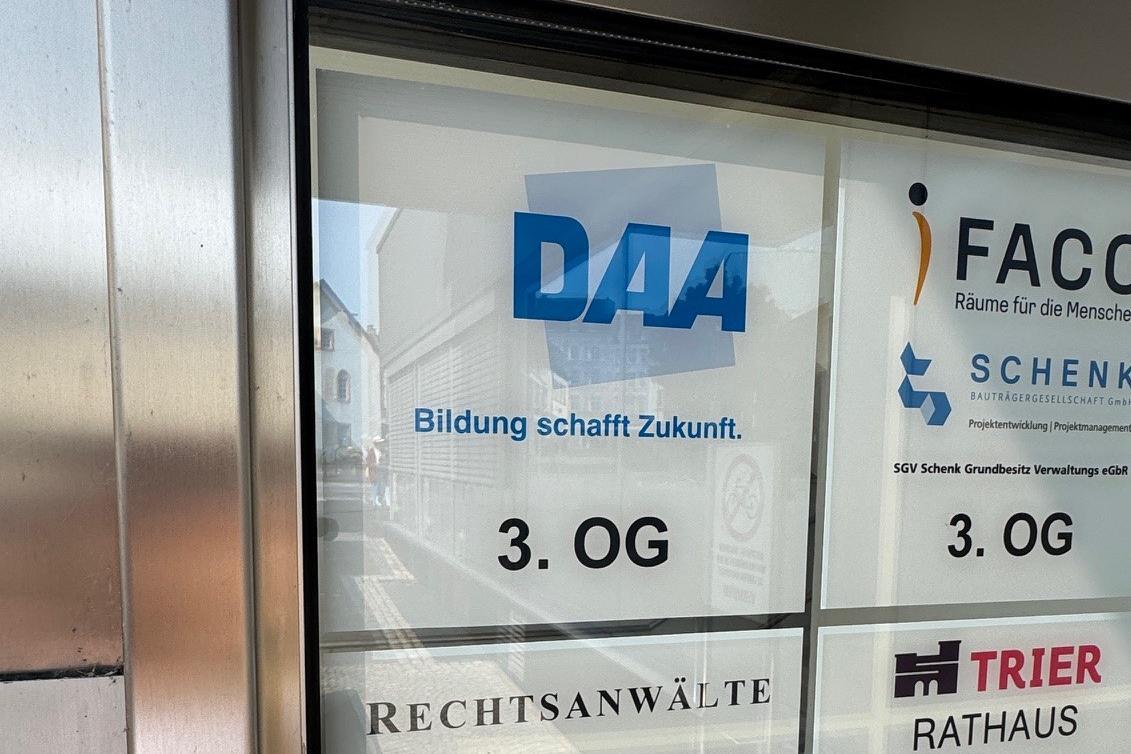 DAA
Bildung schafft Zukunft.
3. OG
RECHTSANWÄLTE
FACO
Räume für die Mensche
SCHENK
BAUTRÄGERGESELLSCHAFT GmbH
Projektentwicklung | Projektmanagement
SGV Schenk Grundbesitz Verwaltungs eGbR
3. OG
TRIER
RATHAUS